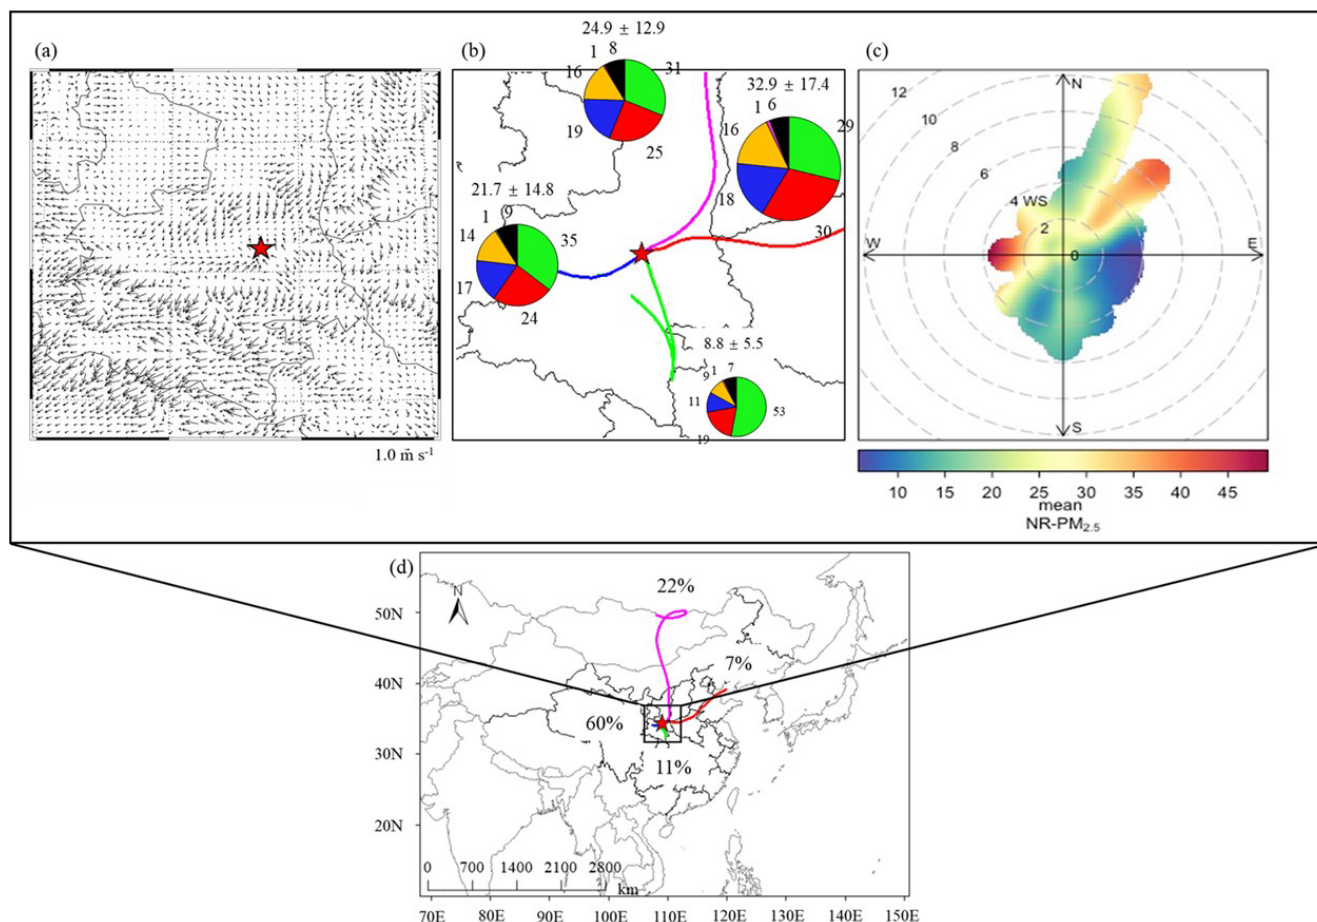 (a)
1.0 m s-1
(b)
24.9 ± 12.9
1 8
16
31
19
25
32.9 ± 17.4
1 6
16
29
18
30
21.7 ± 14.8
1 9
14
35
17
24
8.8 ± 5.5
9 1 7
11
53
19
(c)
N
12
10
8
6
4 WS
2
0
W
E
S
10 15 20 25 30 35 40 45
mean
NR-PM2.5
(d)
N
22%
50N
7%
40N
60%
30N
11%
20N
0 700 1400 2100 2800
km
70E 80E 90E 100E 110E 120E 130E 140E 150E